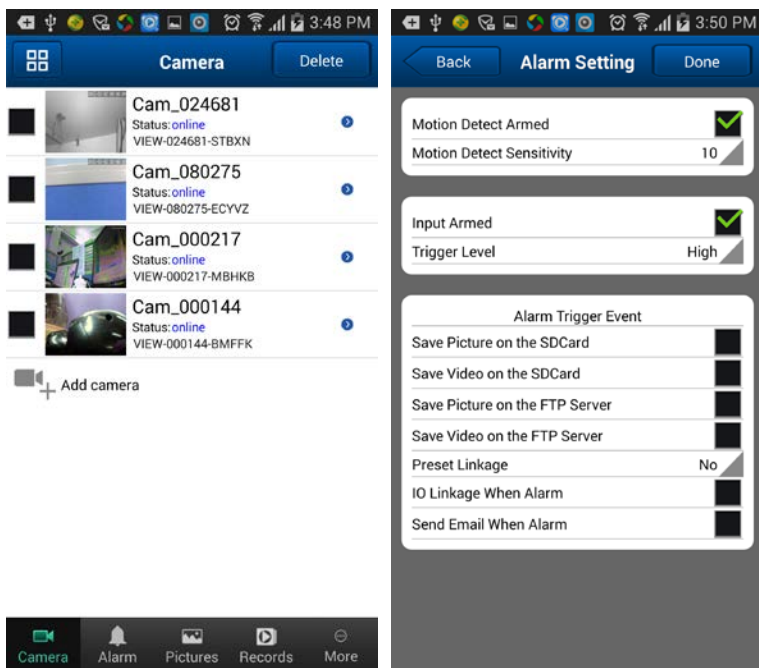 3:48 PM
Camera
Delete
Cam_024681
Status:online
VIEW-024681-STBXN
Cam_080275
Status:online
VIEW-080275-ECYVZ
Cam_000217
Status:online
VIEW-000217-MBHKB
Cam_000144
Status:online
VIEW-000144-BMFFK
Add camera
Camera
Alarm
Pictures
Records
More
3:50 PM
Back
Alarm Setting
Done
Motion Detect Armed
Motion Detect Sensitivity 10
Input Armed
Trigger Level High
Alarm Trigger Event
Save Picture on the SDCard
Save Video on the SDCard
Save Picture on the FTP Server
Save Video on the FTP Server
Preset Linkage No
IO Linkage When Alarm
Send Email When Alarm